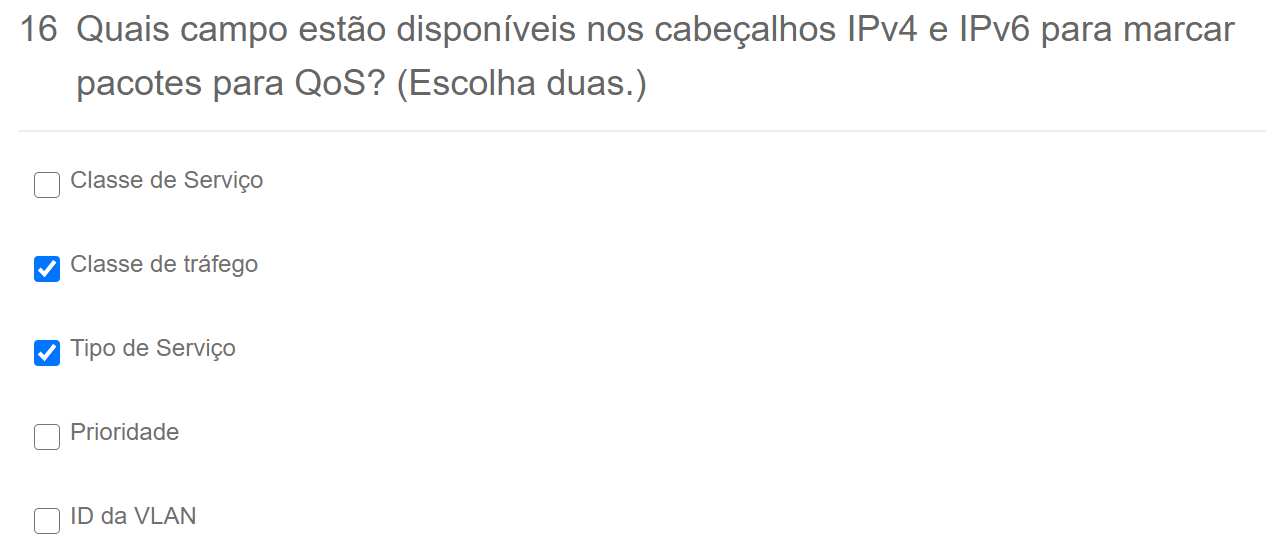 16 Quais campo estão disponíveis nos cabeçalhos IPv4 e IPv6 para marcar
pacotes para QoS? (Escolha duas.)
Classe de Serviço
Classe de tráfego
Tipo de Serviço
Prioridade
ID da VLAN